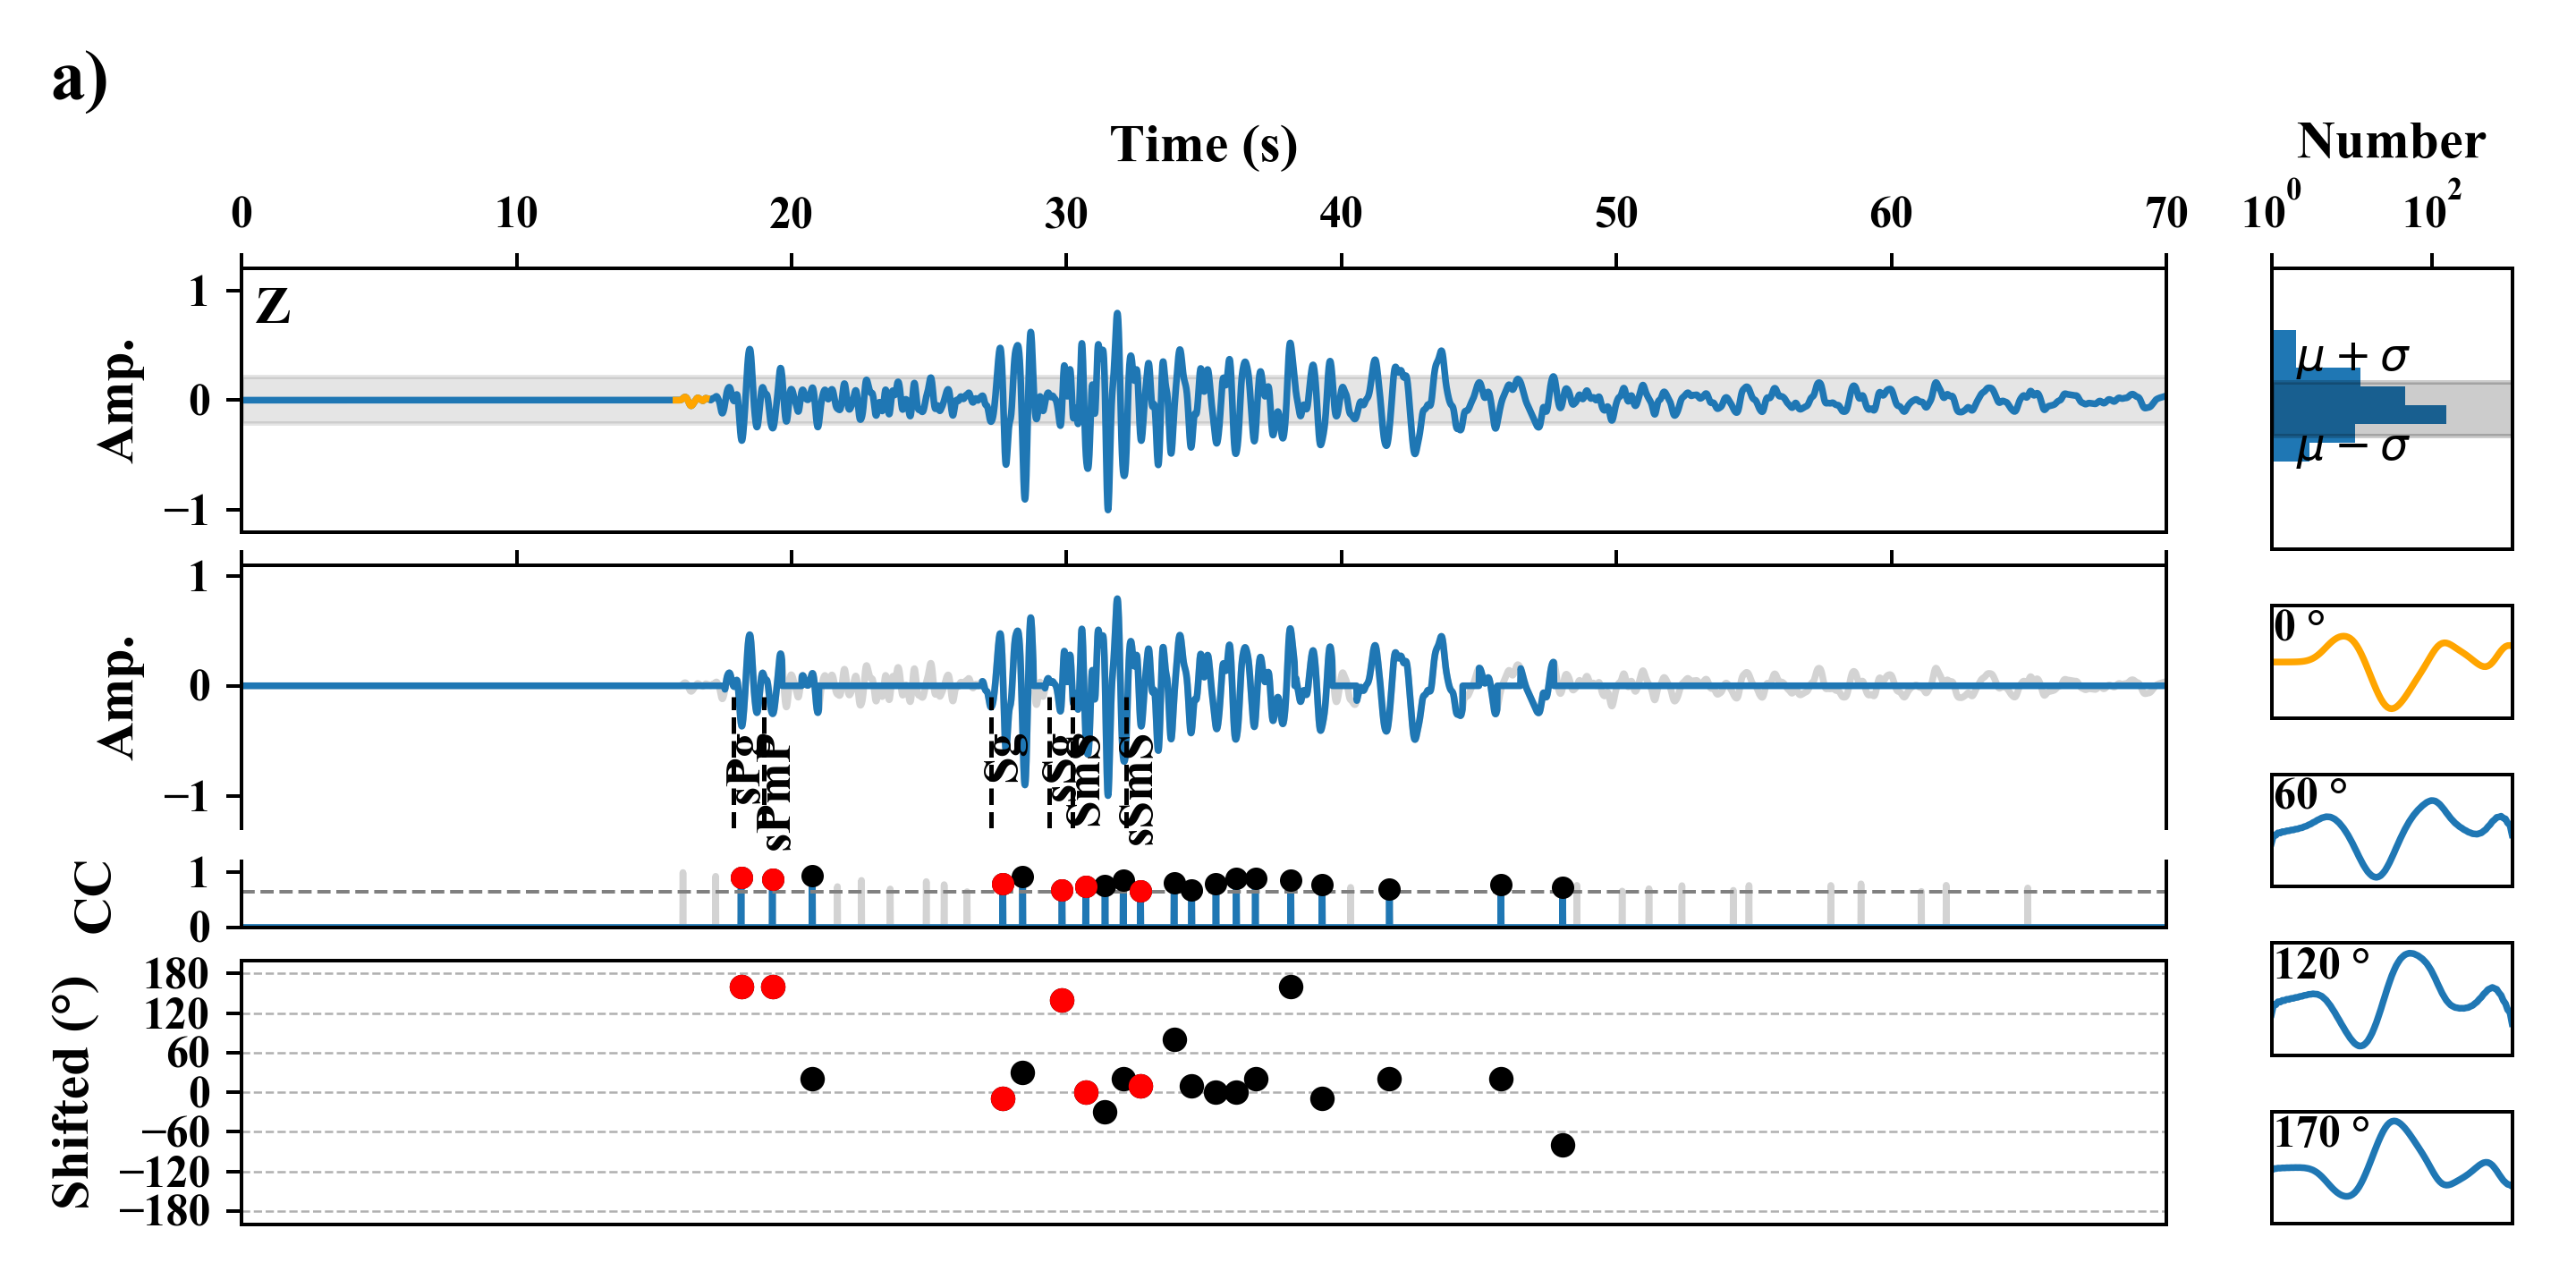 a)
Time (s)
Number
0 10 20 30 40 50 60 70
10^0 10^2
1
0
−1
Amp.
Z
μ + σ
μ − σ
1
0
−1
Amp.
sPg
sPmP
Sg
sSg
SmS
sSmS
0 °
60 °
120 °
170 °
1
0
CC
180
120
60
0
−60
−120
−180
Shifted (°)